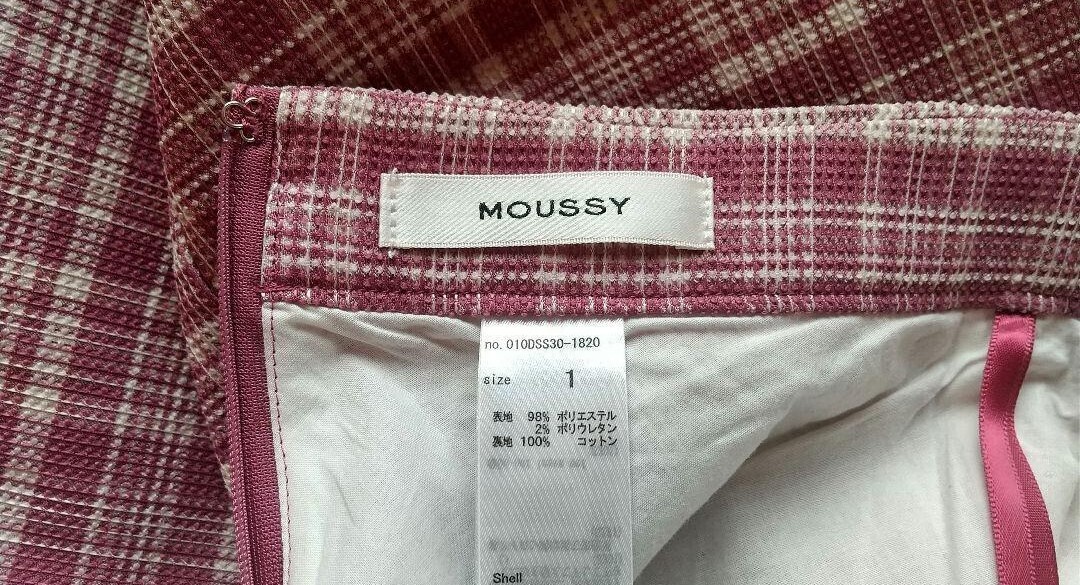 MOUSSY
no. 010DSS30-1820
size 1
表地 98% ポリエステル
2% ポリウレタン
裏地 100% コットン
Shell